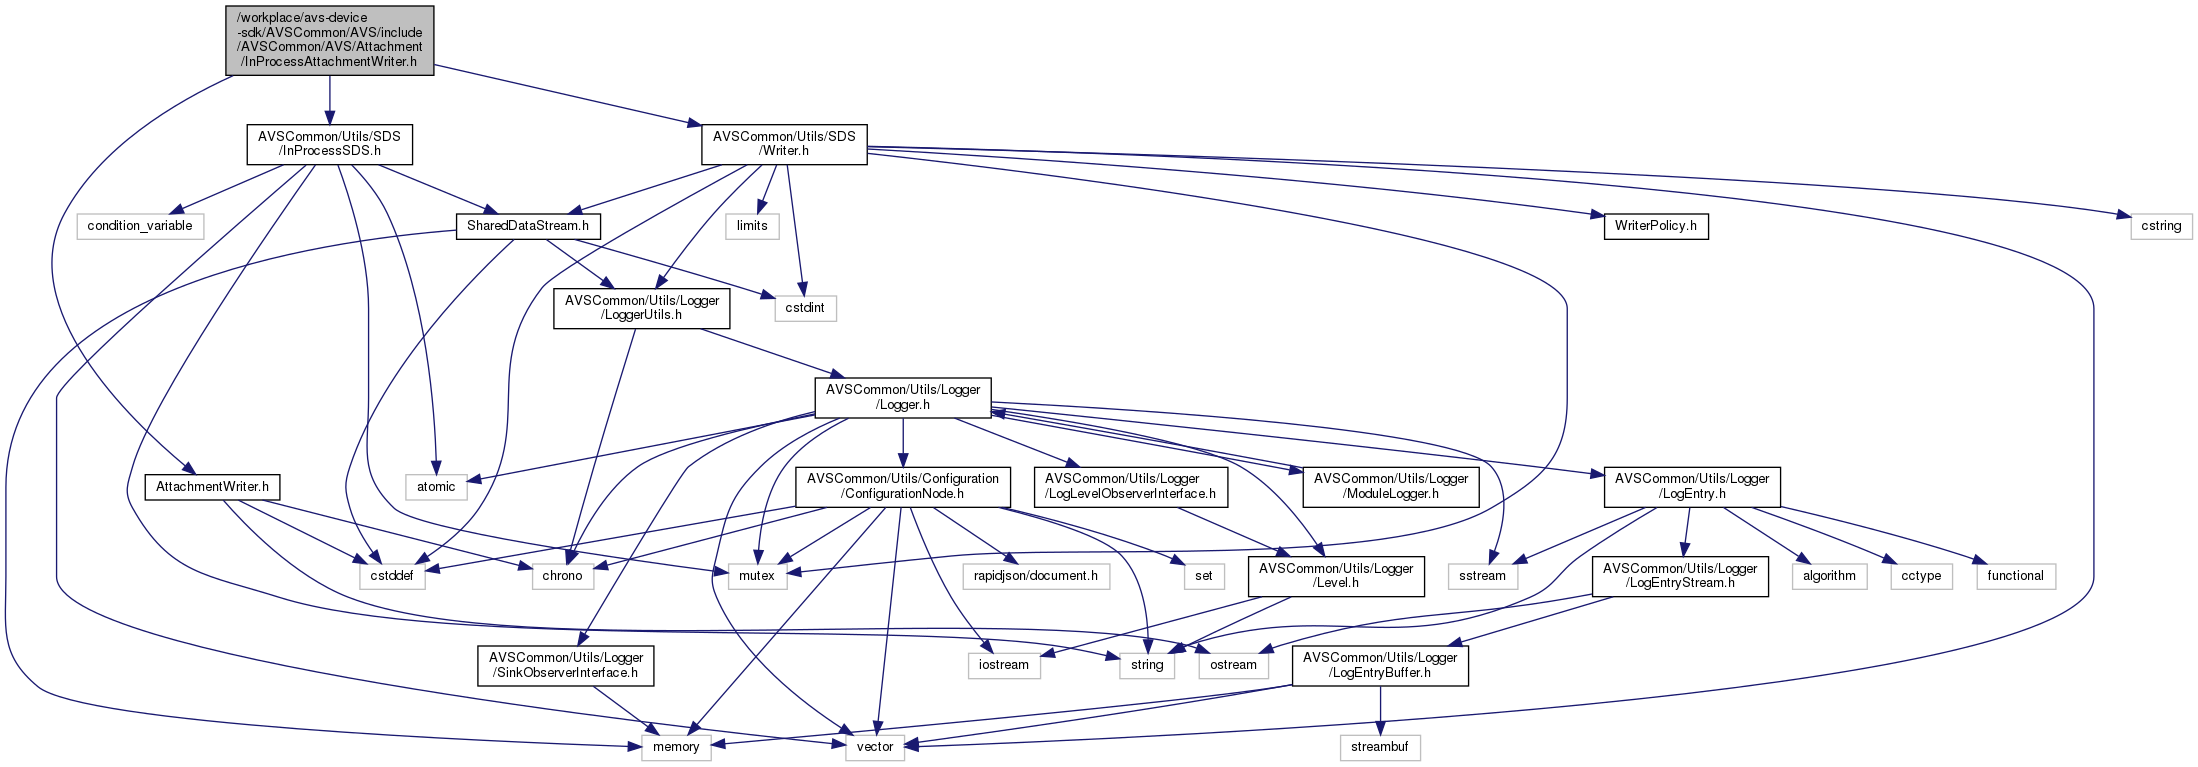 /workplace/avs-device
-sdk/AVSCommon/AVS/include
/AVSCommon/AVS/Attachment
/InProcessAttachmentWriter.h
AVSCommon/Utils/SDS
/InProcessSDS.h
AVSCommon/Utils/SDS
/Writer.h
condition_variable
SharedDataStream.h
limits
WriterPolicy.h
cstring
AVSCommon/Utils/Logger
/LoggerUtils.h
cstdint
AVSCommon/Utils/Logger
/Logger.h
AttachmentWriter.h
atomic
AVSCommon/Utils/Configuration
/ConfigurationNode.h
AVSCommon/Utils/Logger
/LogLevelObserverInterface.h
AVSCommon/Utils/Logger
/ModuleLogger.h
AVSCommon/Utils/Logger
/LogEntry.h
cstddef
chrono
mutex
rapidjson/document.h
set
AVSCommon/Utils/Logger
/Level.h
sstream
AVSCommon/Utils/Logger
/LogEntryStream.h
algorithm
cctype
functional
AVSCommon/Utils/Logger
/SinkObserverInterface.h
iostream
string
ostream
AVSCommon/Utils/Logger
/LogEntryBuffer.h
memory
vector
streambuf